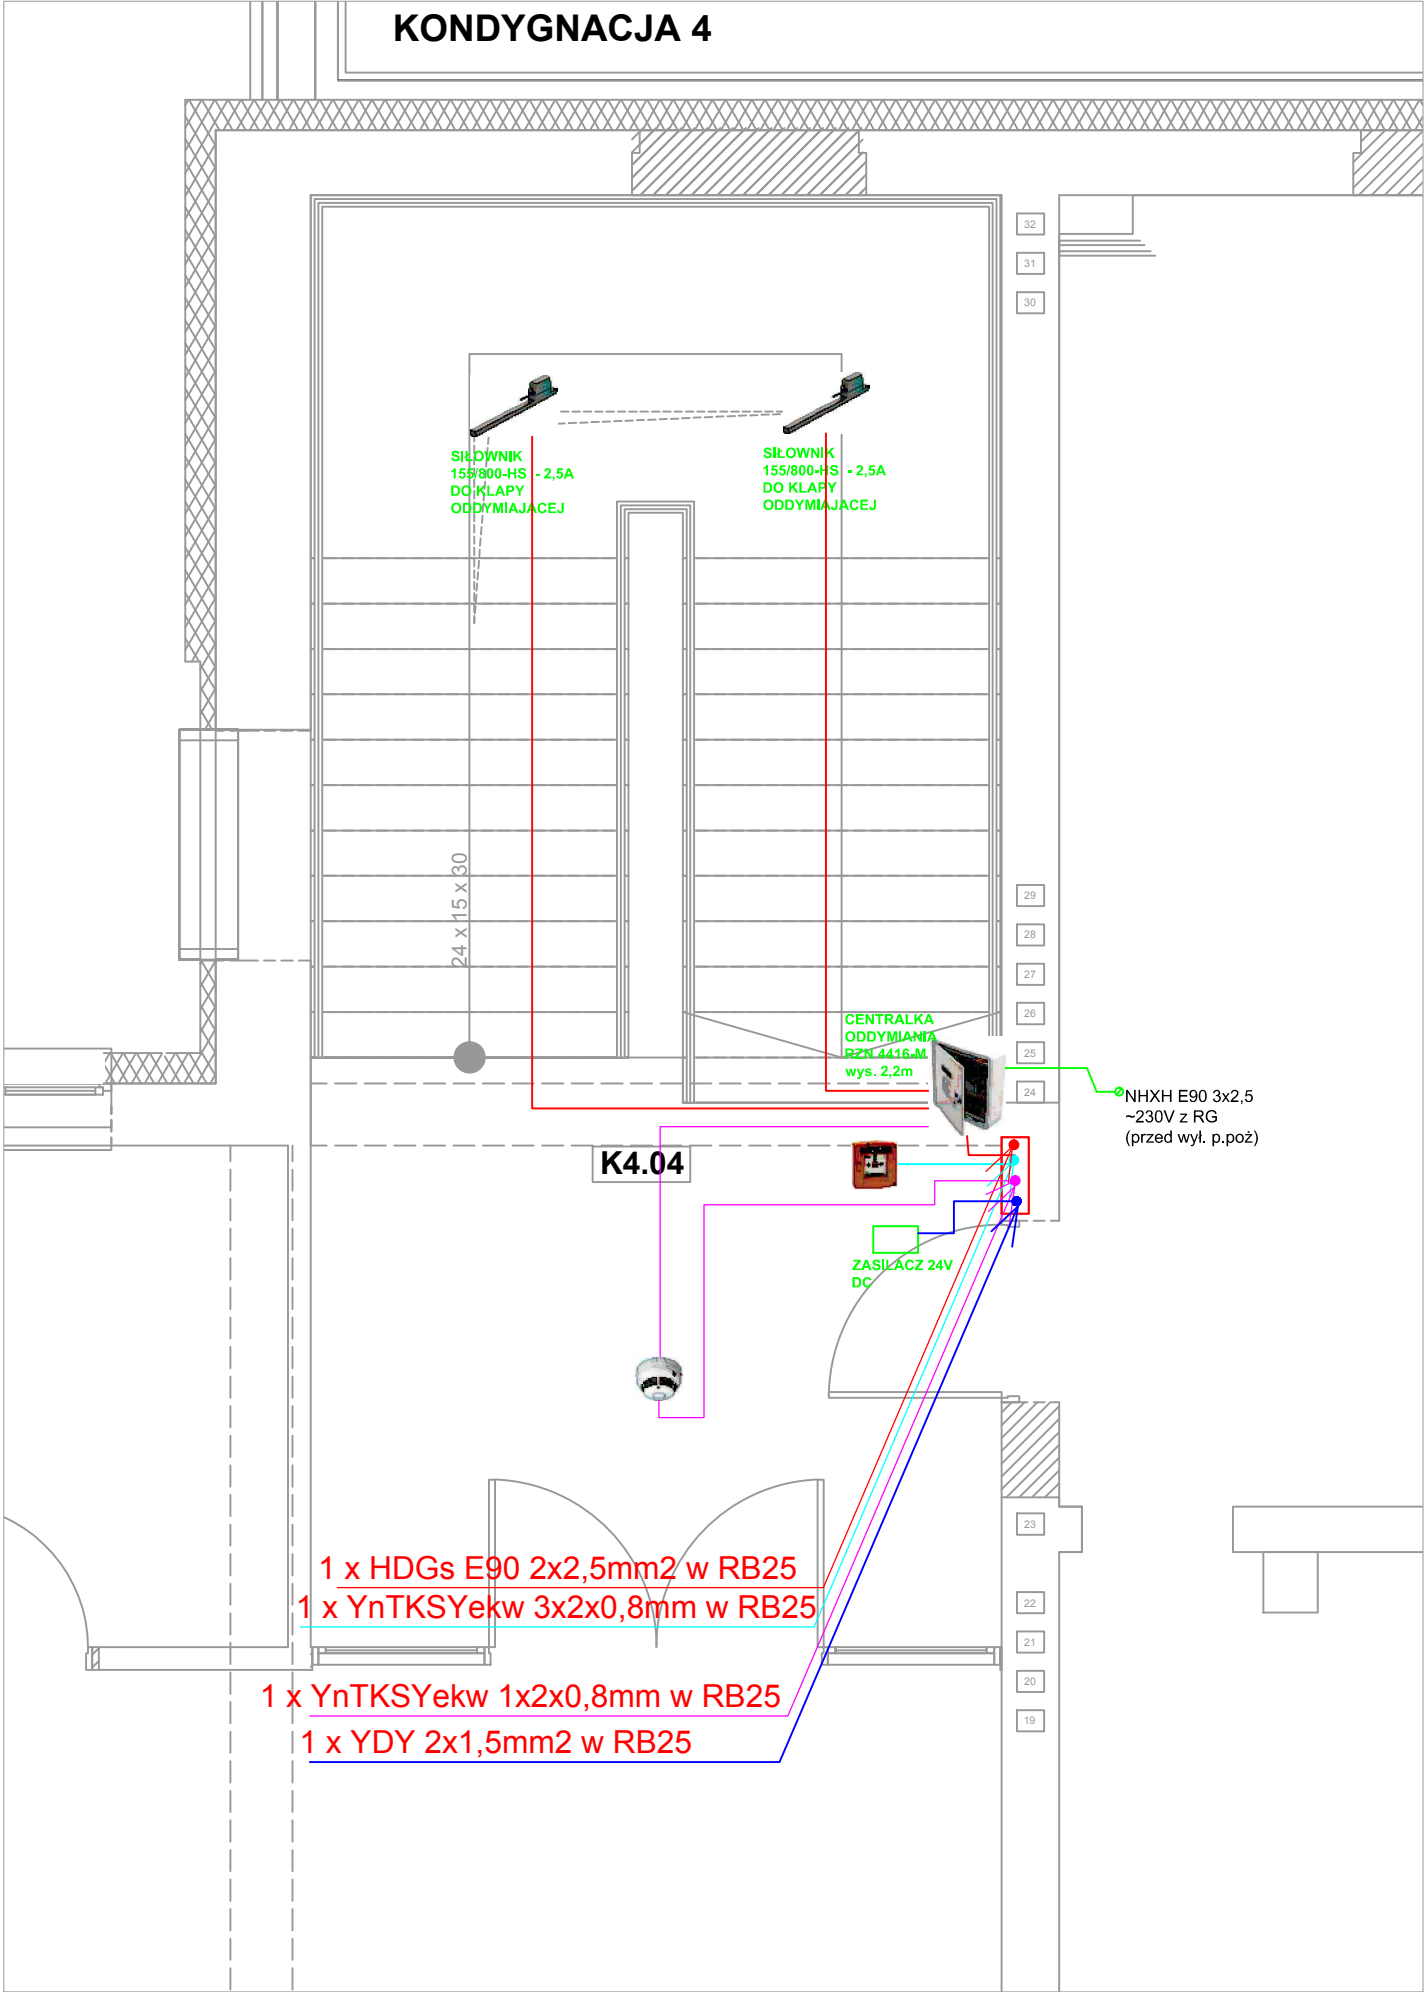 KONDYGNACJA 4
32
31
30
SIŁOWNIK
155/800-HS - 2,5A
DO KLAPY
ODDYMIAJACEJ
SIŁOWNIK
155/800-HS - 2,5A
DO KLAPY
ODDYMIAJACEJ
24 x 15 x 30
29
28
27
26
25
24
CENTRALKA
ODDYMIANIA
RZN 4416-M
wys. 2,2m
NHXH E90 3x2,5
~230V z RG
(przed wył. p.poż)
K4.04
ZASILACZ 24V
DC
23
22
21
20
19
1 x HDGs E90 2x2,5mm2 w RB25
1 x YnTKSYekw 3x2x0,8mm w RB25
1 x YnTKSYekw 1x2x0,8mm w RB25
1 x YDY 2x1,5mm2 w RB25